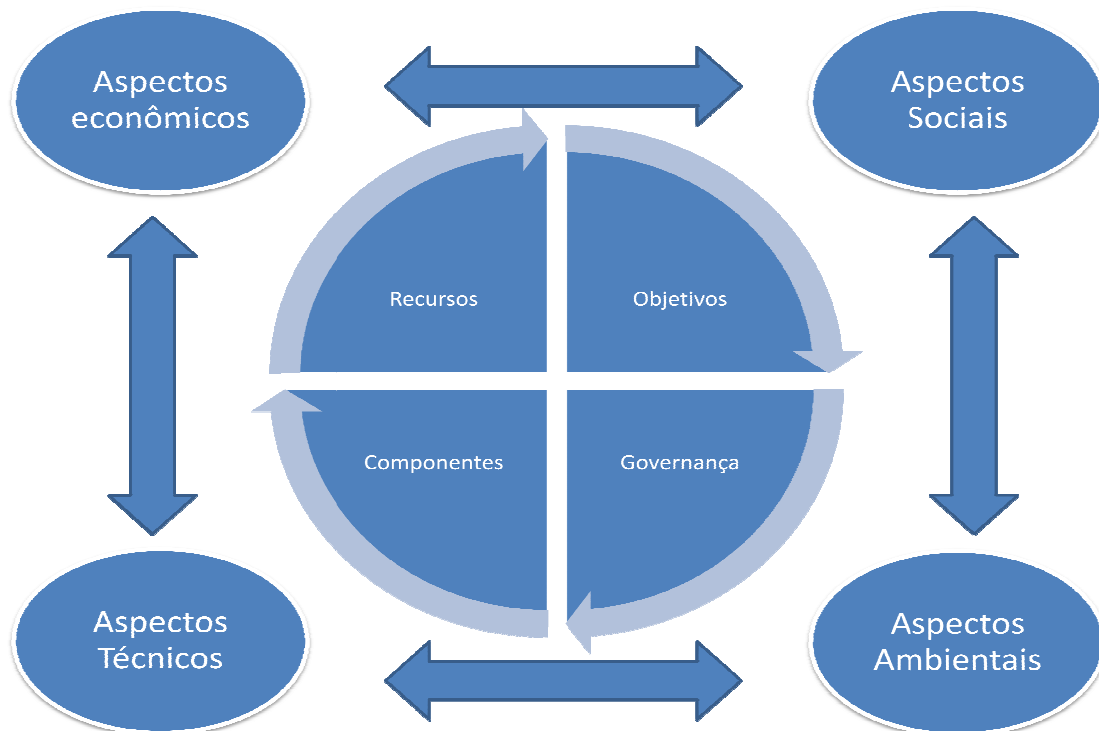 Aspectos
econômicos
Aspectos
Sociais
Recursos
Objetivos
Componentes
Governança
Aspectos
Técnicos
Aspectos
Ambientais